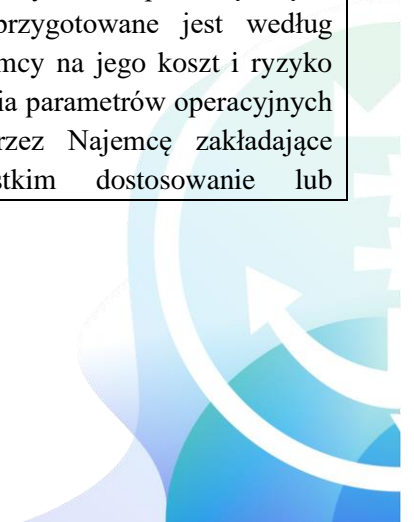 przygotowane jest według
mcy na jego koszt i ryzyko
ia parametrów operacyjnych
rzez Najemcę zakładające
stkim dostosowanie lub